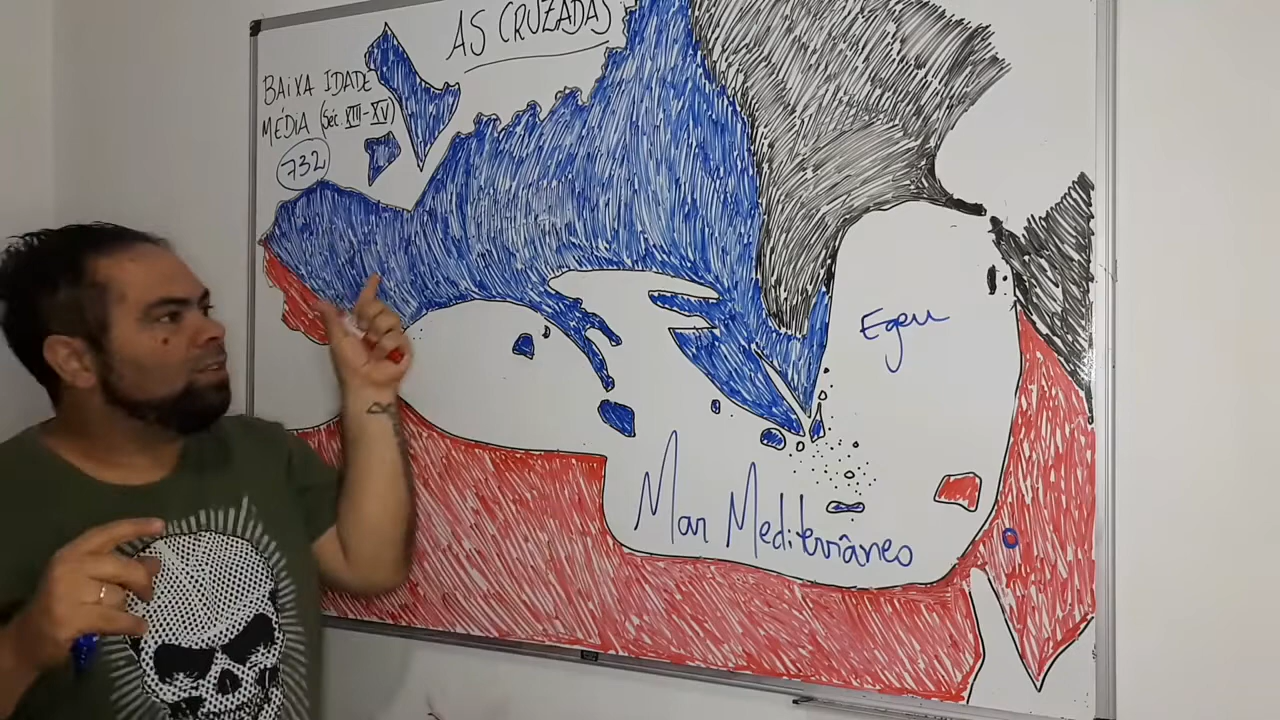 AS CRUZADAS
BAIXA IDADE
MÉDIA (Séc. XIII-XV)
732
Egeu
Mar Mediterrâneo